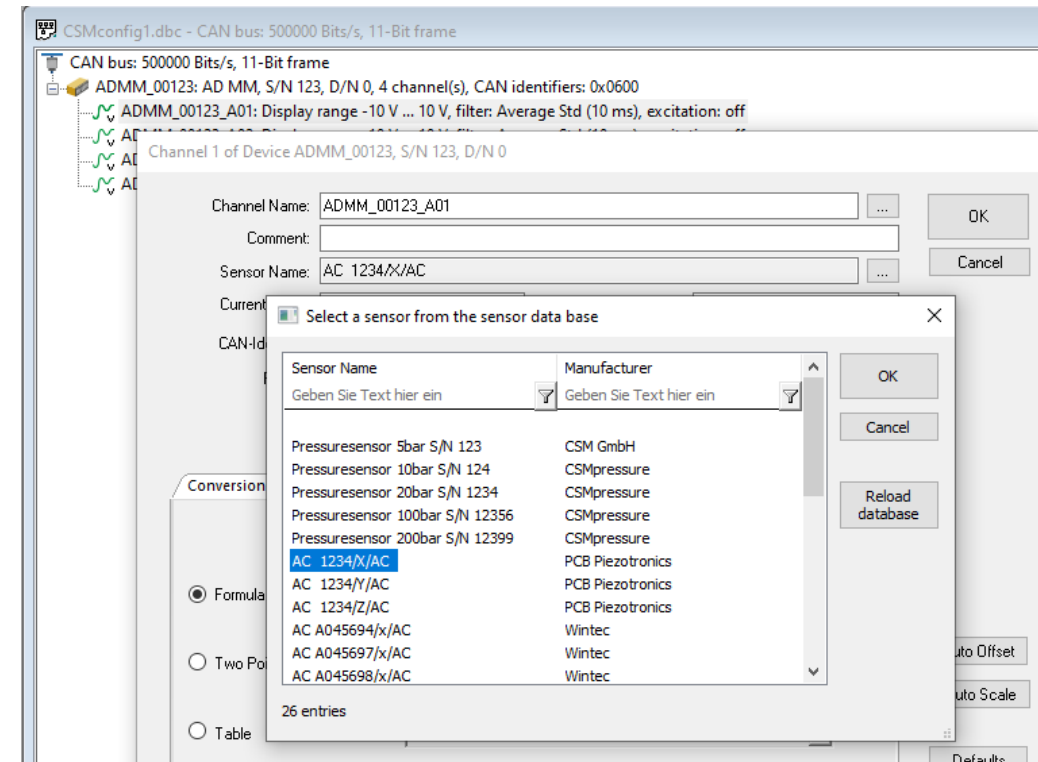 CSMconfig1.dbc - CAN bus: 500000 Bits/s, 11-Bit frame
CAN bus: 500000 Bits/s, 11-Bit frame
ADMM_00123: AD MM, S/N 123, D/N 0, 4 channel(s), CAN identifiers: 0x0600
ADMM_00123_A01: Display range -10 V ... 10 V, filter: Average Std (10 ms), excitation: off
Channel 1 of Device ADMM_00123, S/N 123, D/N 0
Channel Name: ADMM_00123_A01 ... OK
Comment:
Sensor Name: AC 1234/X/AC ... Cancel
Current
Select a sensor from the sensor data base
Sensor Name Manufacturer
Geben Sie Text hier ein Geben Sie Text hier ein OK
Cancel
Pressuresensor 5bar S/N 123 CSM GmbH
Pressuresensor 10bar S/N 124 CSMpressure
Pressuresensor 20bar S/N 1234 CSMpressure
Pressuresensor 100bar S/N 12356 CSMpressure
Pressuresensor 200bar S/N 12399 CSMpressure
Reload
database
AC 1234/X/AC PCB Piezotronics
AC 1234/Y/AC PCB Piezotronics
AC 1234/Z/AC PCB Piezotronics
AC A045694/x/AC Wintec
AC A045697/x/AC Wintec
AC A045698/x/AC Wintec
26 entries
CAN-Id
Conversion
Formula
Two Poi
Table
uto Offset
uto Scale
Defaults